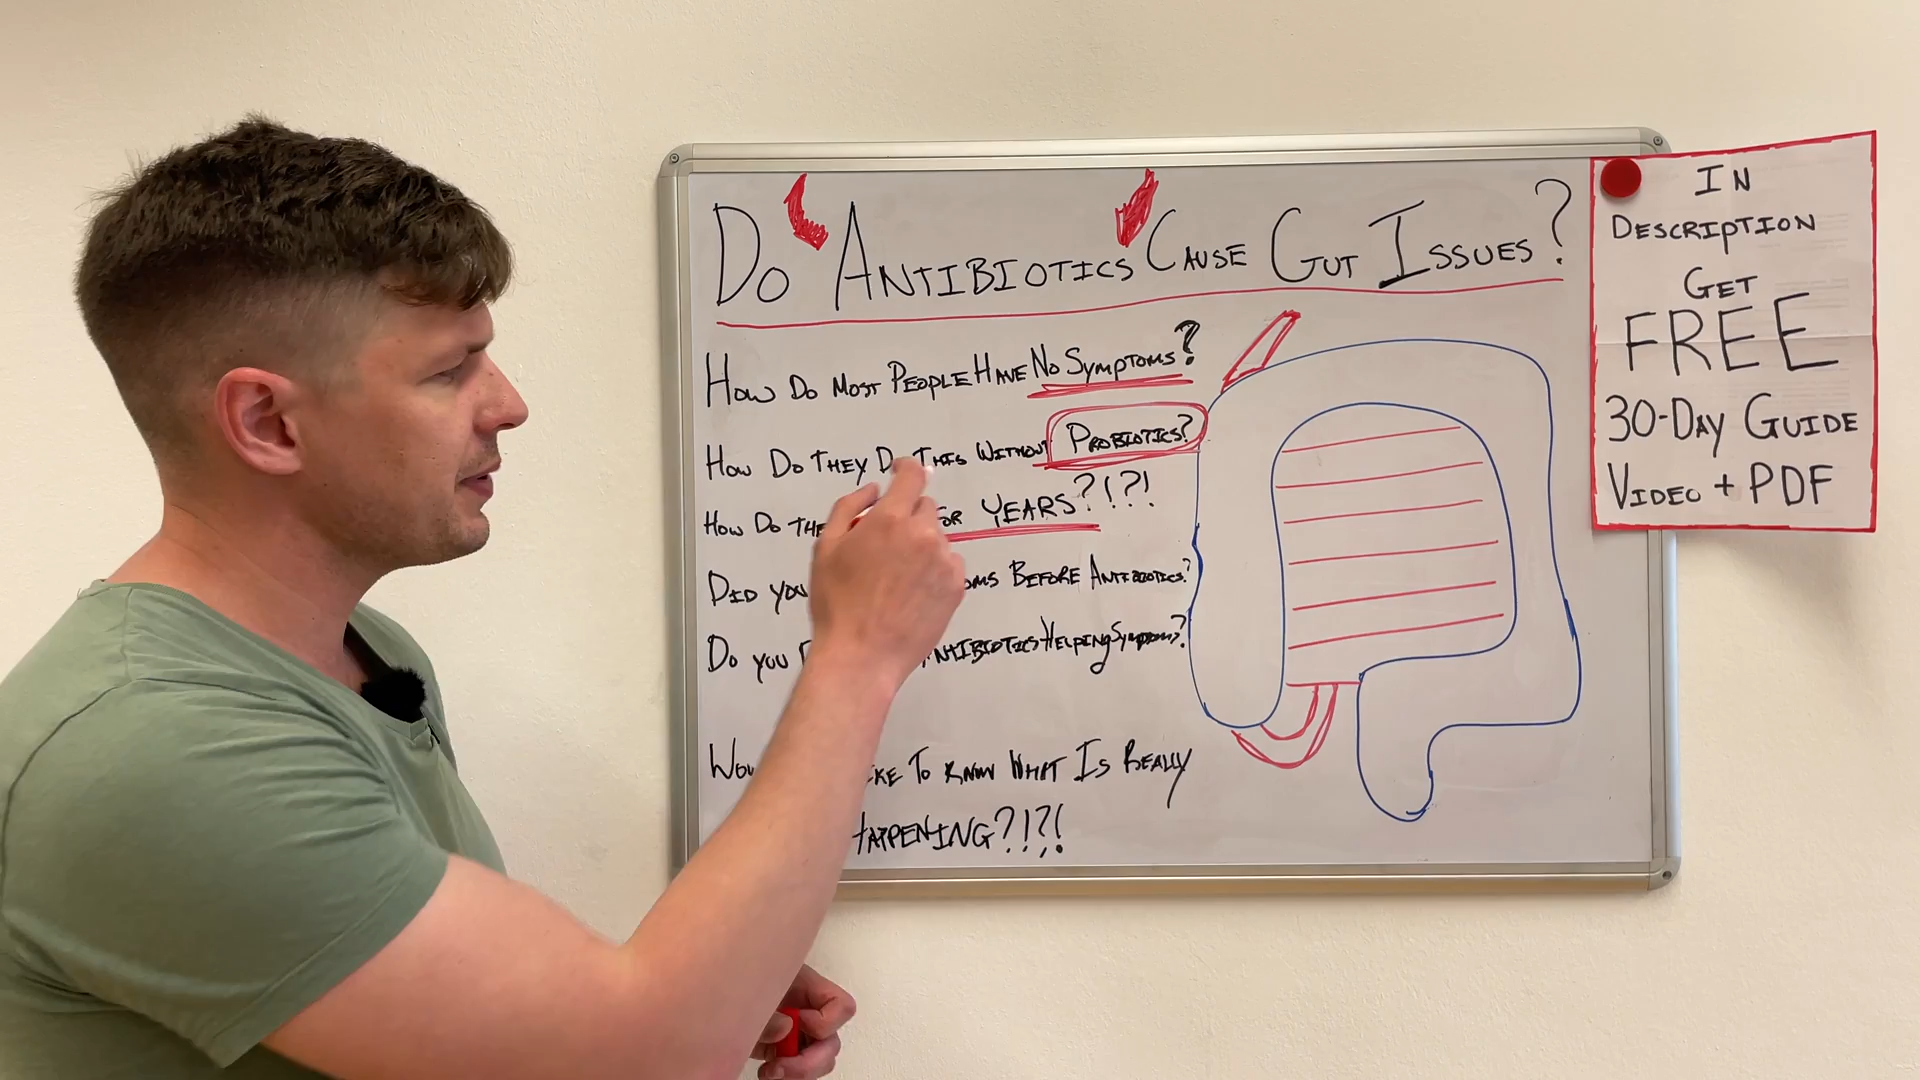 Do Antibiotics Cause Gut Issues?
How Do Most People Have No Symptoms?
How Do They Do This Without Probiotics?
How Do for Years?!?!
Did you Before Antibiotics?
Do you Antibiotics Helping Symptoms?
To Know What Is Really
Happening?!?!
In
Description
Get
FREE
30-Day Guide
Video + PDF